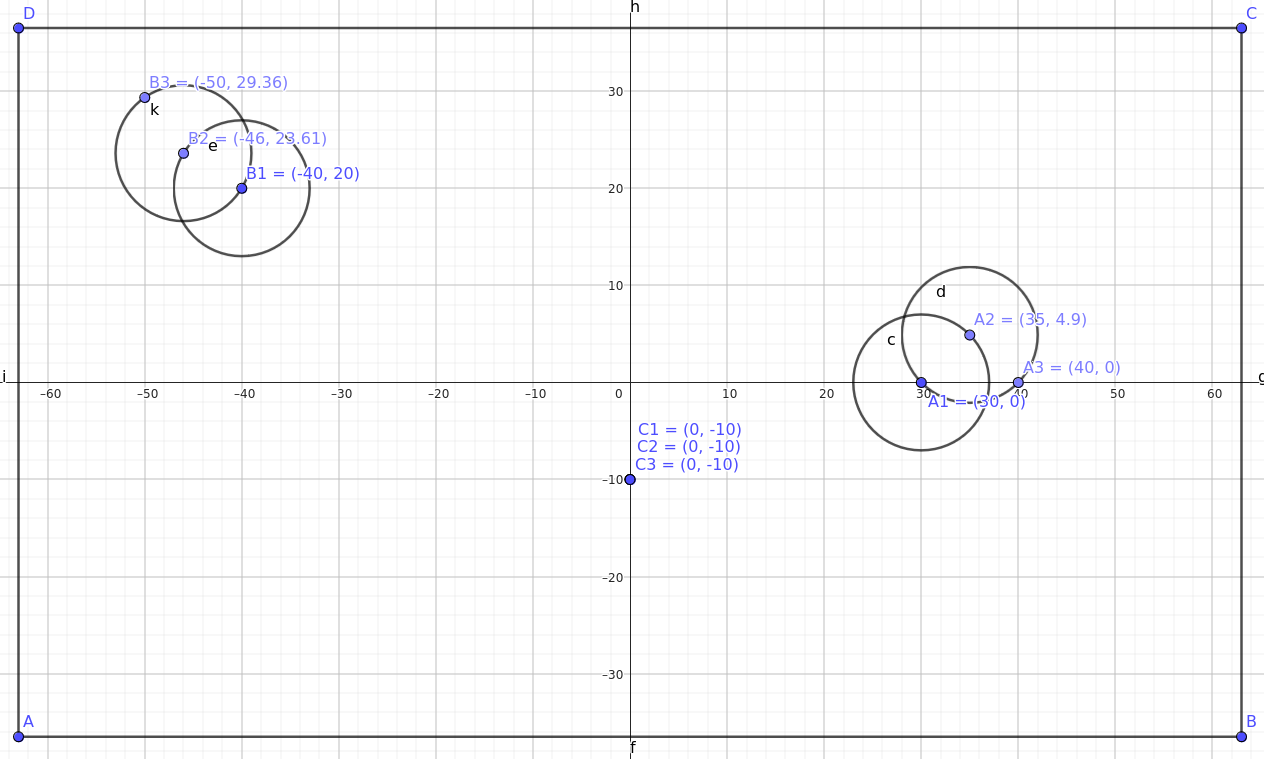 h
D
C
B3 = (-50, 29.36)
30
k
B2 = (-46, 23.61)
e
B1 = (-40, 20)
20
10
d
A2 = (35, 4.9)
c
A3 = (40, 0)
i
g
–60 –50 –40 –30 –20 –10 0 10 20 30 40 50 60
A1 = (30, 0)
C1 = (0, -10)
C2 = (0, -10)
C3 = (0, -10)
–10
–20
–30
A
B
f